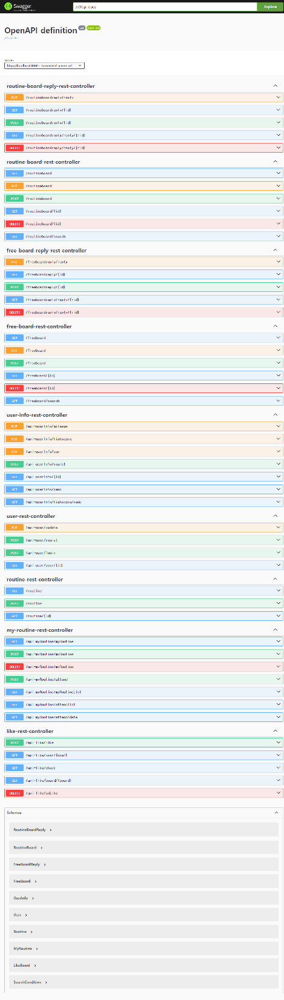 Swagger.
/v3/api-docs
Explore
OpenAPI definition v0 OAS 3.0
/v3/api-docs
Servers
http://localhost:8080 - Generated server url
routine-board-reply-rest-controller
PUT /routineboardreply/reply
GET /routineboardreply/{id}
POST /routineboardreply/{id}
GET /routineboardreply/reply/{rid}
DELETE /routineboardreply/reply/{rid}
routine-board-rest-controller
GET /routineboard
PUT /routineboard
POST /routineboard
GET /routineboard/{id}
DELETE /routineboard/{id}
GET /routineboard/search
free-board-reply-rest-controller
PUT /freeboardreply/reply
GET /freeboardreply/{id}
POST /freeboardreply/{id}
GET /freeboardreply/reply/{rid}
DELETE /freeboardreply/reply/{rid}
free-board-rest-controller
GET /freeboard
PUT /freeboard
POST /freeboard
GET /freeboard/{id}
DELETE /freeboard/{id}
GET /freeboard/search
user-info-rest-controller
PUT /api-userInfo/mileage
PUT /api-userInfo/highscore
PUT /api-userInfo/exp
POST /api-userInfo/regist
GET /api-userInfo/{id}
GET /api-userInfo/rank
GET /api-userInfo/highscore/rank
user-rest-controller
PUT /api-user/update
POST /api-user/regist
POST /api-user/login
GET /api-user/user/{id}
routine-rest-controller
GET /routine
POST /routine
GET /routine/{id}
my-routine-rest-controller
GET /api-myRoutine/myRoutine
POST /api-myRoutine/myRoutine
DELETE /api-myRoutine/myRoutine
POST /api-myRoutine/attend
GET /api-myRoutine/myRoutineList
GET /api-myRoutine/attendlist
GET /api-myRoutine/attend/date
like-rest-controller
POST /api-like/like
GET /api-like/user/{user}
GET /api-like/check
GET /api-like/board/{board}
DELETE /api-like/unLike
Schemas
RoutineBoardReply
RoutineBoard
FreeBoardReply
FreeBoard
UserInfo
User
Routine
MyRoutine
LikeBoard
SearchCondition